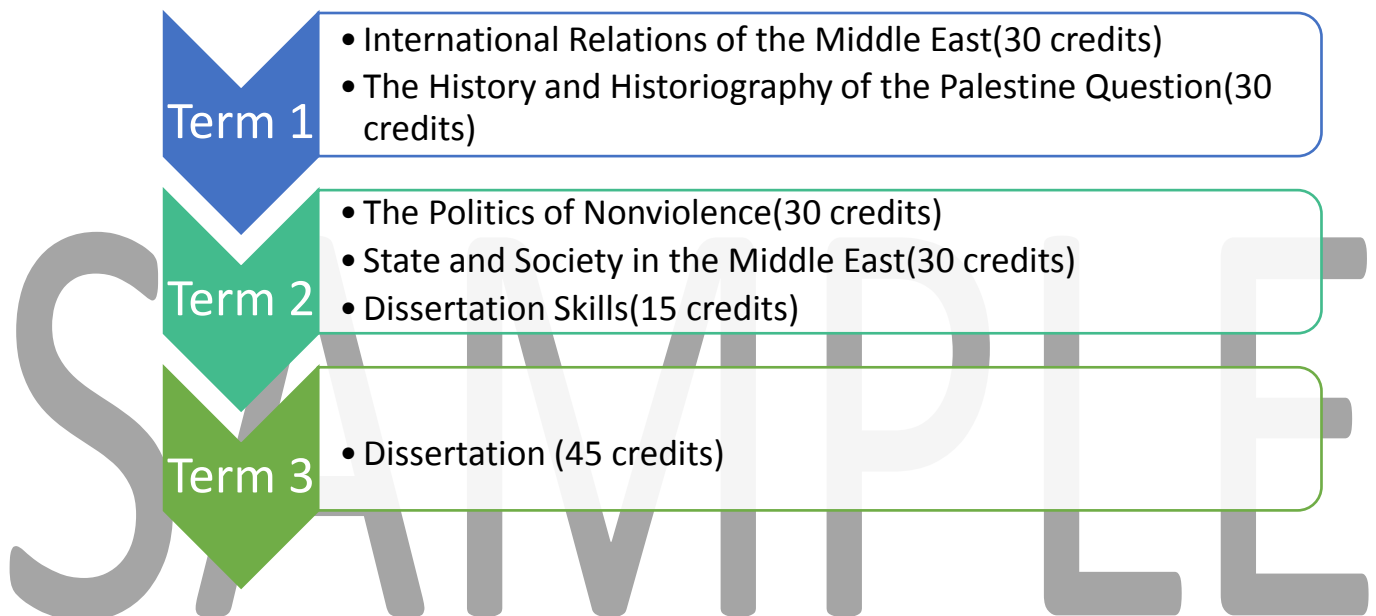 Term 1
• International Relations of the Middle East(30 credits)
• The History and Historiography of the Palestine Question(30
credits)
Term 2
• The Politics of Nonviolence(30 credits)
• State and Society in the Middle East(30 credits)
• Dissertation Skills(15 credits)
Term 3
• Dissertation (45 credits)
SAMPLE